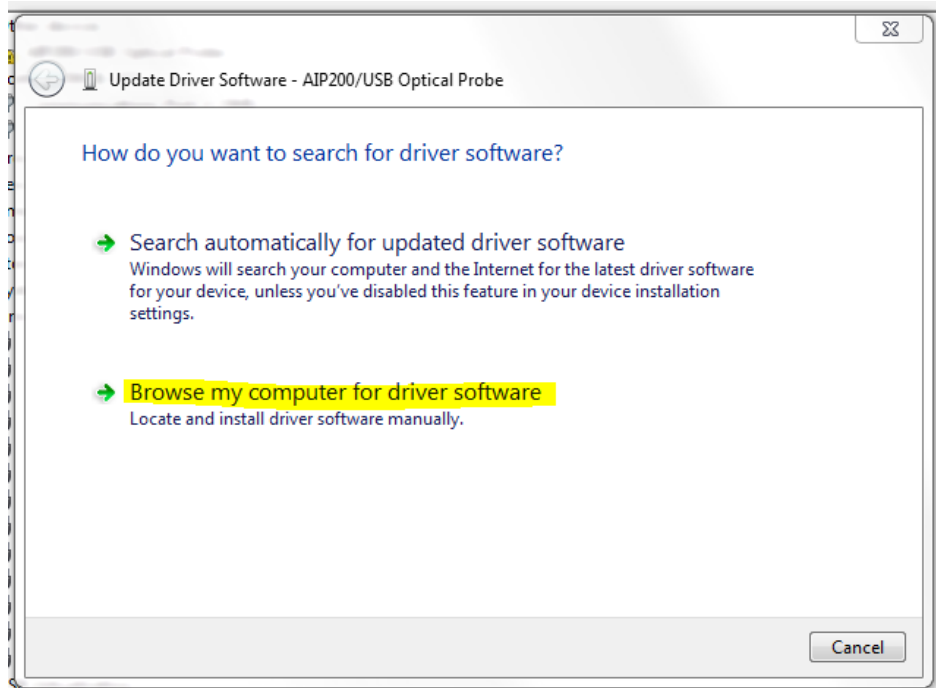 Update Driver Software - AIP200/USB Optical Probe
How do you want to search for driver software?
Search automatically for updated driver software
Windows will search your computer and the Internet for the latest driver software
for your device, unless you've disabled this feature in your device installation
settings.
Browse my computer for driver software
Locate and install driver software manually.
Cancel